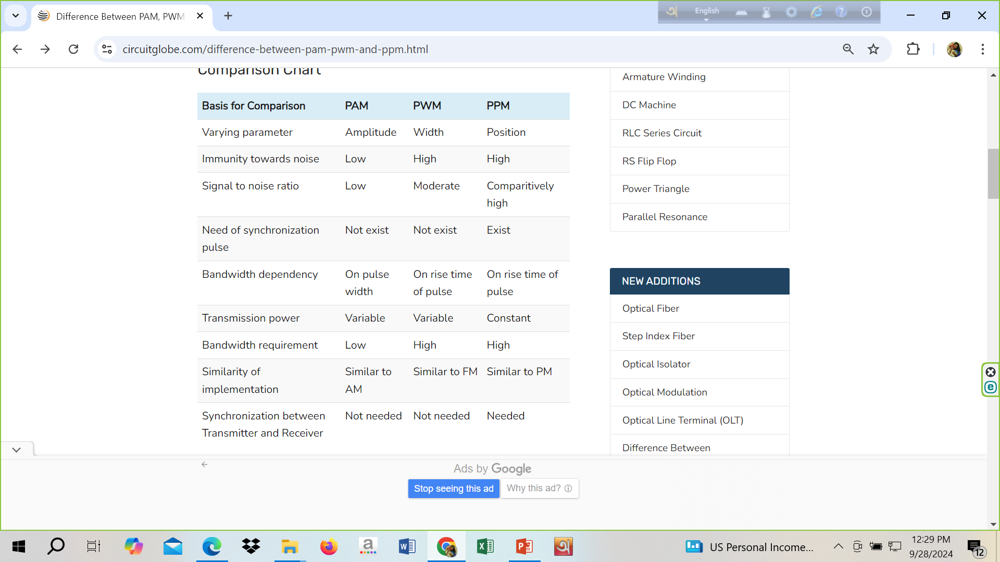 Difference Between PAM, PWM
English
circuitglobe.com/difference-between-pam-pwm-and-ppm.html
Comparison Chart
Basis for Comparison PAM PWM PPM
Varying parameter Amplitude Width Position
Immunity towards noise Low High High
Signal to noise ratio Low Moderate Comparitively
high
Need of synchronization Not exist Not exist Exist
pulse
Bandwidth dependency On pulse On rise time On rise time of
width of pulse pulse
Transmission power Variable Variable Constant
Bandwidth requirement Low High High
Similarity of Similar to Similar to FM Similar to PM
implementation AM
Synchronization between Not needed Not needed Needed
Transmitter and Receiver
Armature Winding
DC Machine
RLC Series Circuit
RS Flip Flop
Power Triangle
Parallel Resonance
NEW ADDITIONS
Optical Fiber
Step Index Fiber
Optical Isolator
Optical Modulation
Optical Line Terminal (OLT)
Difference Between
Ads by Google
Stop seeing this ad Why this ad?
US Personal Income...
12:29 PM
9/28/2024
12